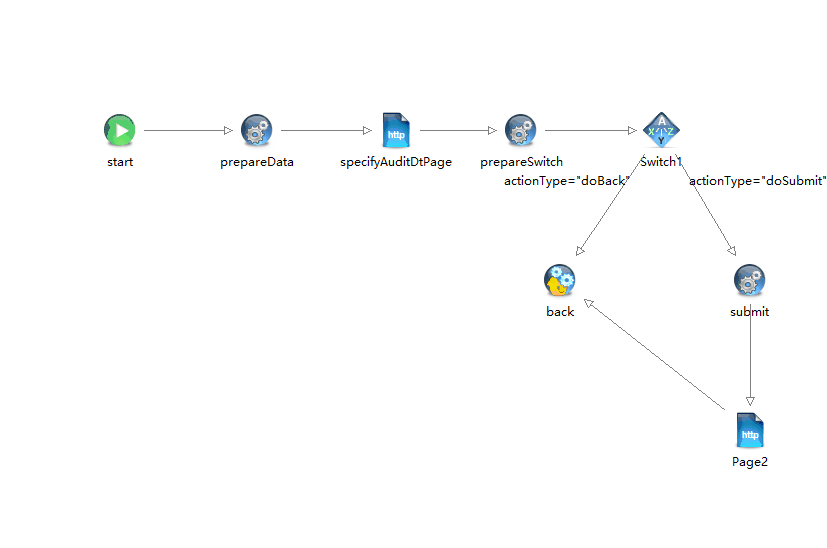 A
X Z
Y
http
start
prepareData
specifyAuditDtPage
prepareSwitch
Switch1
actionType="doBack"
actionType="doSubmit"
back
submit
http
Page2